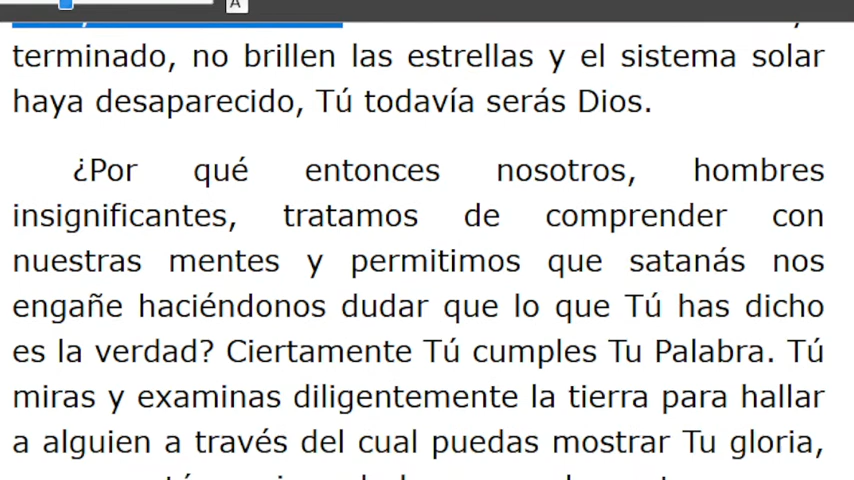 A
terminado, no brillen las estrellas y el sistema solar
haya desaparecido, Tú todavía serás Dios.
¿Por qué entonces nosotros, hombres
insignificantes, tratamos de comprender con
nuestras mentes y permitimos que satanás nos
engañe haciéndonos dudar que lo que Tú has dicho
es la verdad? Ciertamente Tú cumples Tu Palabra. Tú
miras y examinas diligentemente la tierra para hallar
a alguien a través del cual puedas mostrar Tu gloria,